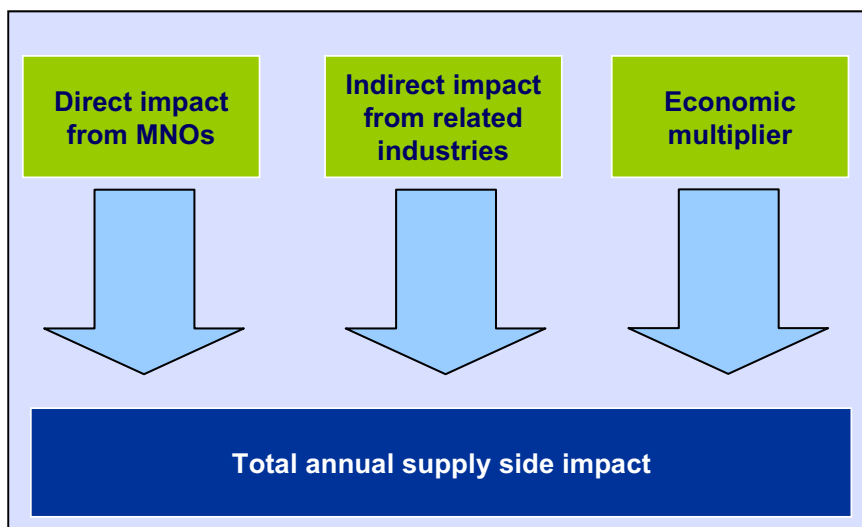 Direct impact
from MNOs
Indirect impact
from related
industries
Economic
multiplier
Total annual supply side impact